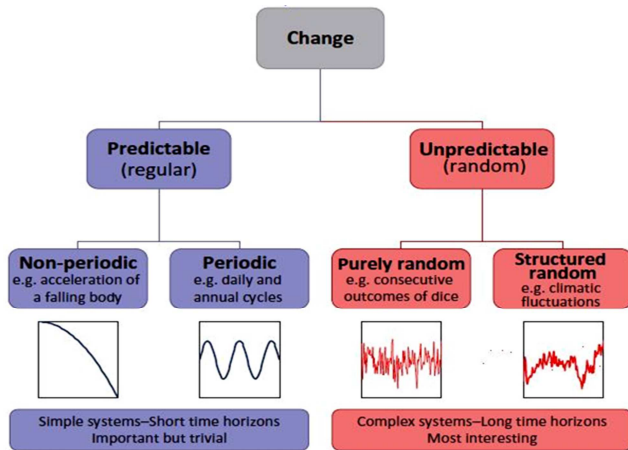 Change
Predictable
(regular)
Unpredictable
(random)
Non-periodic
e.g. acceleration of
a falling body
Periodic
e.g. daily and
annual cycles
Purely random
e.g. consecutive
outcomes of dice
Structured
random
e.g. climatic
fluctuations
Simple systems–Short time horizons
Important but trivial
Complex systems–Long time horizons
Most interesting